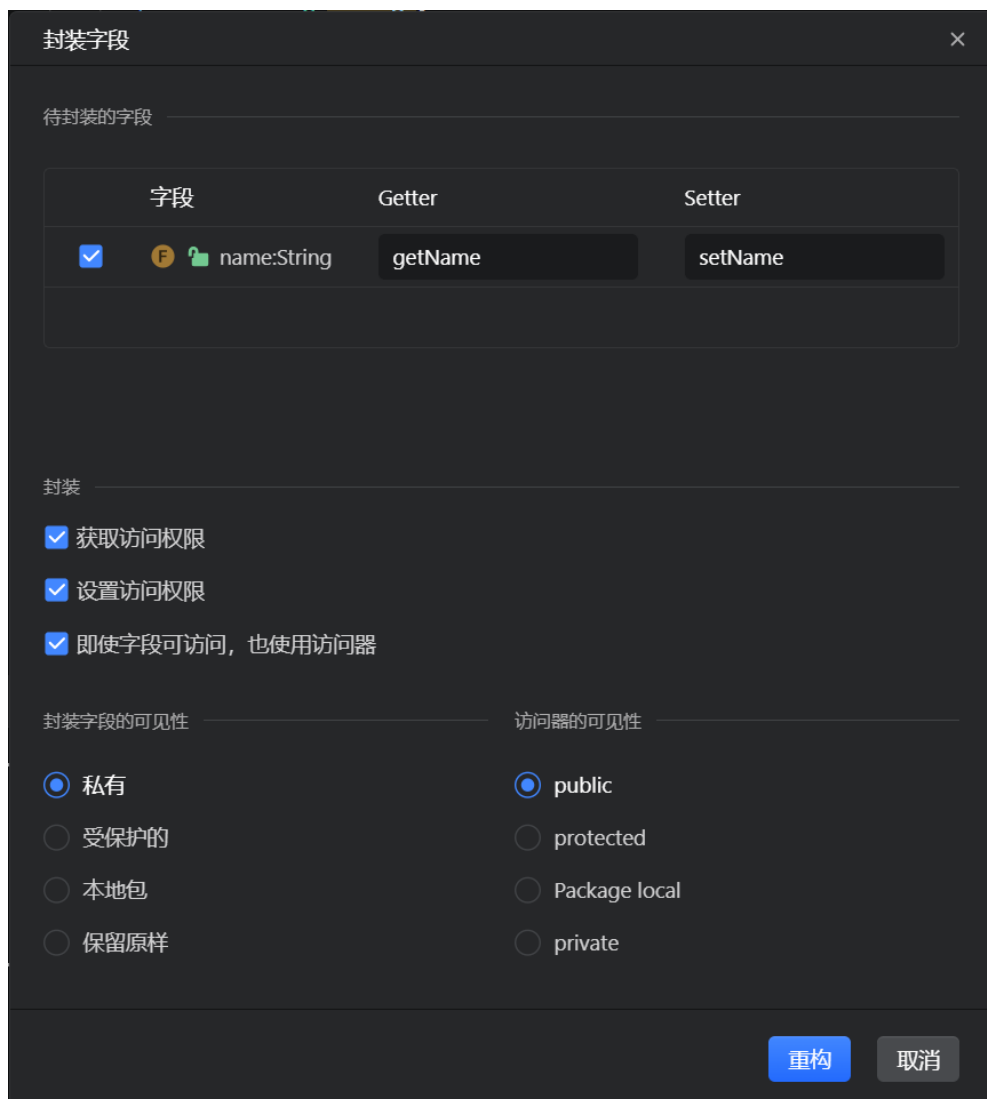 封装字段
待封装的字段
字段 Getter Setter
F name:String getName setName
封装
获取访问权限
设置访问权限
即使字段可访问，也使用访问器
封装字段的可见性 访问器的可见性
私有 public
受保护的 protected
本地包 Package local
保留原样 private
重构 取消